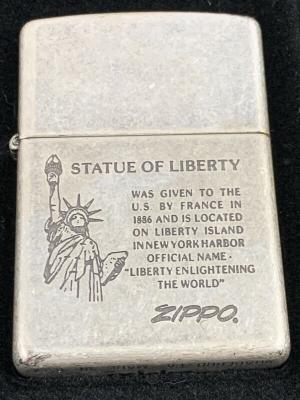 STATUE OF LIBERTY
WAS GIVEN TO THE
U.S. BY FRANCE IN
1886 AND IS LOCATED
ON LIBERTY ISLAND
IN NEW YORK HARBOR
OFFICIAL NAME •
"LIBERTY ENLIGHTENING
THE WORLD"
ZIPPO.